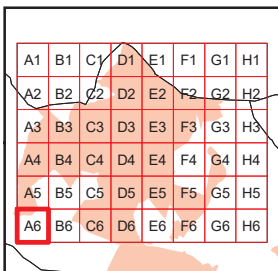 A1 B1 C1 D1 E1 F1 G1 H1
A2 B2 C2 D2 E2 F2 G2 H2
A3 B3 C3 D3 E3 F3 G3 H3
A4 B4 C4 D4 E4 F4 G4 H4
A5 B5 C5 D5 E5 F5 G5 H5
A6 B6 C6 D6 E6 F6 G6 H6